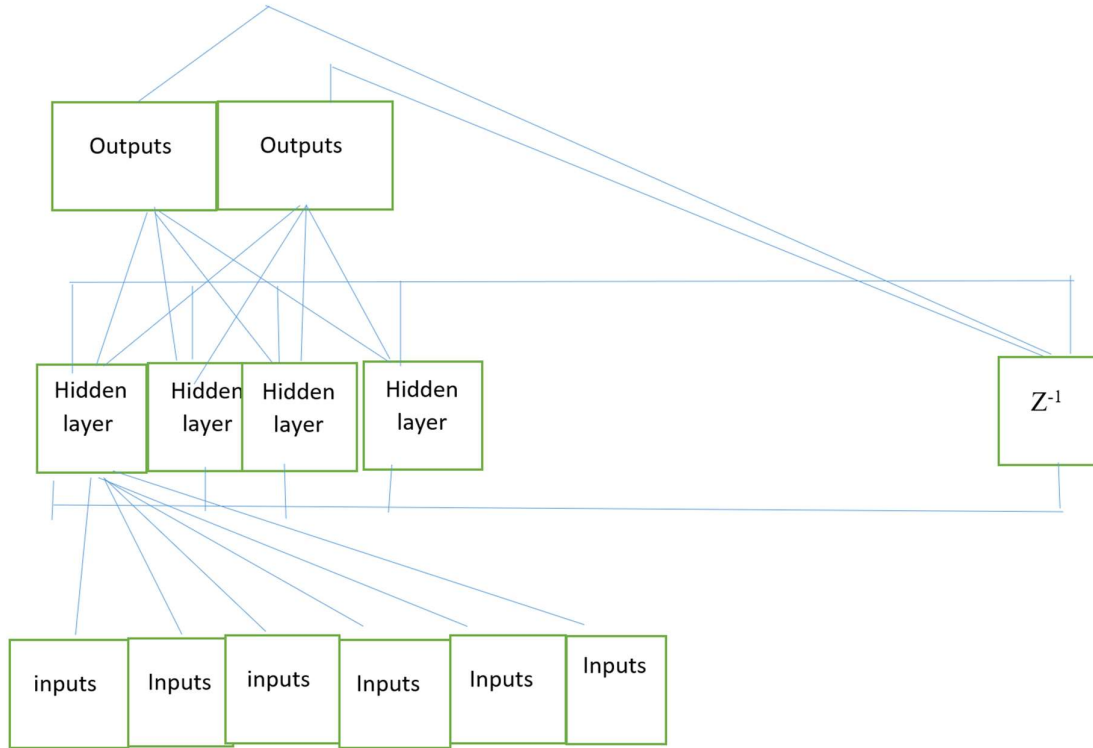 Outputs
Outputs
Hidden
layer
Hidden
layer
Hidden
layer
Hidden
layer
Z⁻¹
inputs
Inputs
inputs
Inputs
Inputs
Inputs